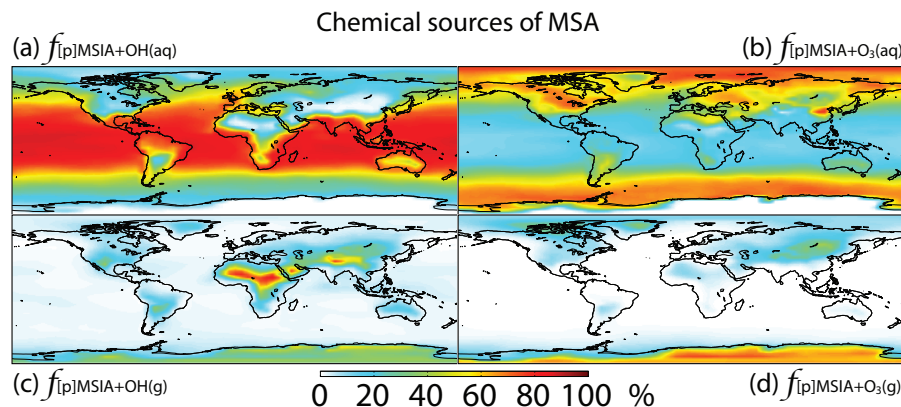 Chemical sources of MSA
(a) f[p]MSIA+OH(aq)
(b) f[p]MSIA+O₃(aq)
(c) f[p]MSIA+OH(g)
0 20 40 60 80 100 %
(d) f[p]MSIA+O₃(g)